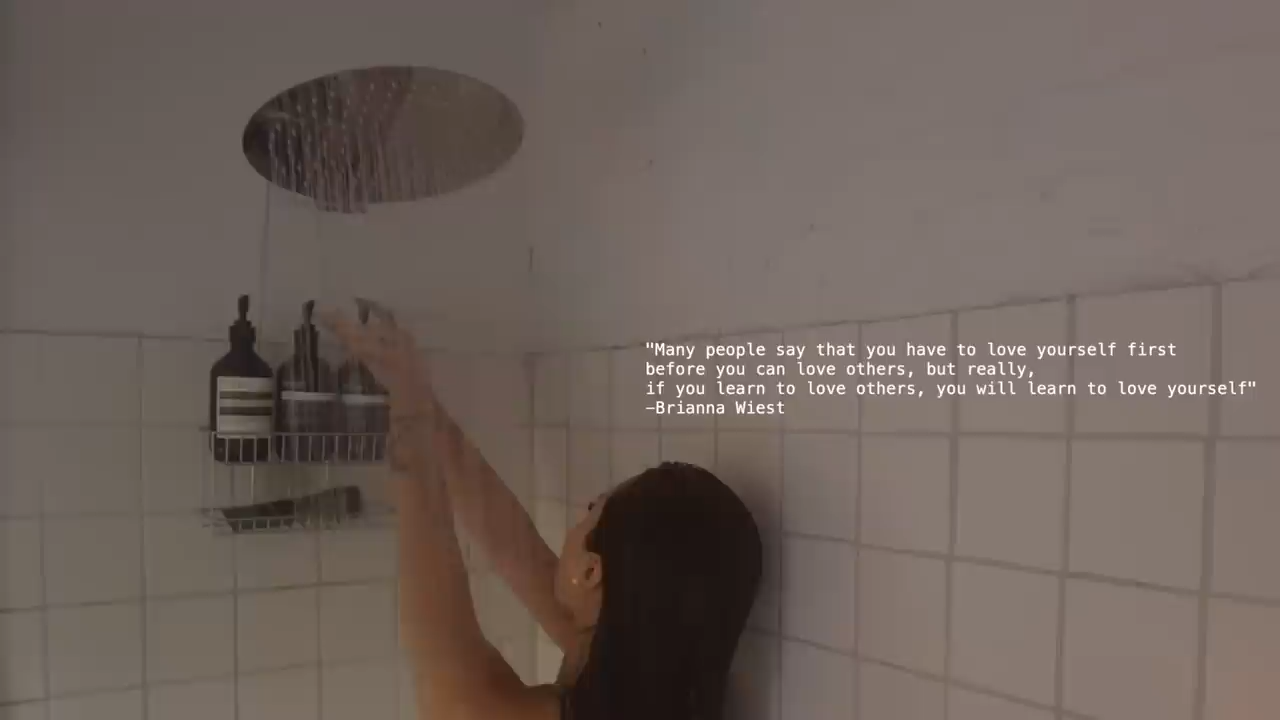 "Many people say that you have to love yourself first
before you can love others, but really,
if you learn to love others, you will learn to love yourself"
—Brianna Wiest